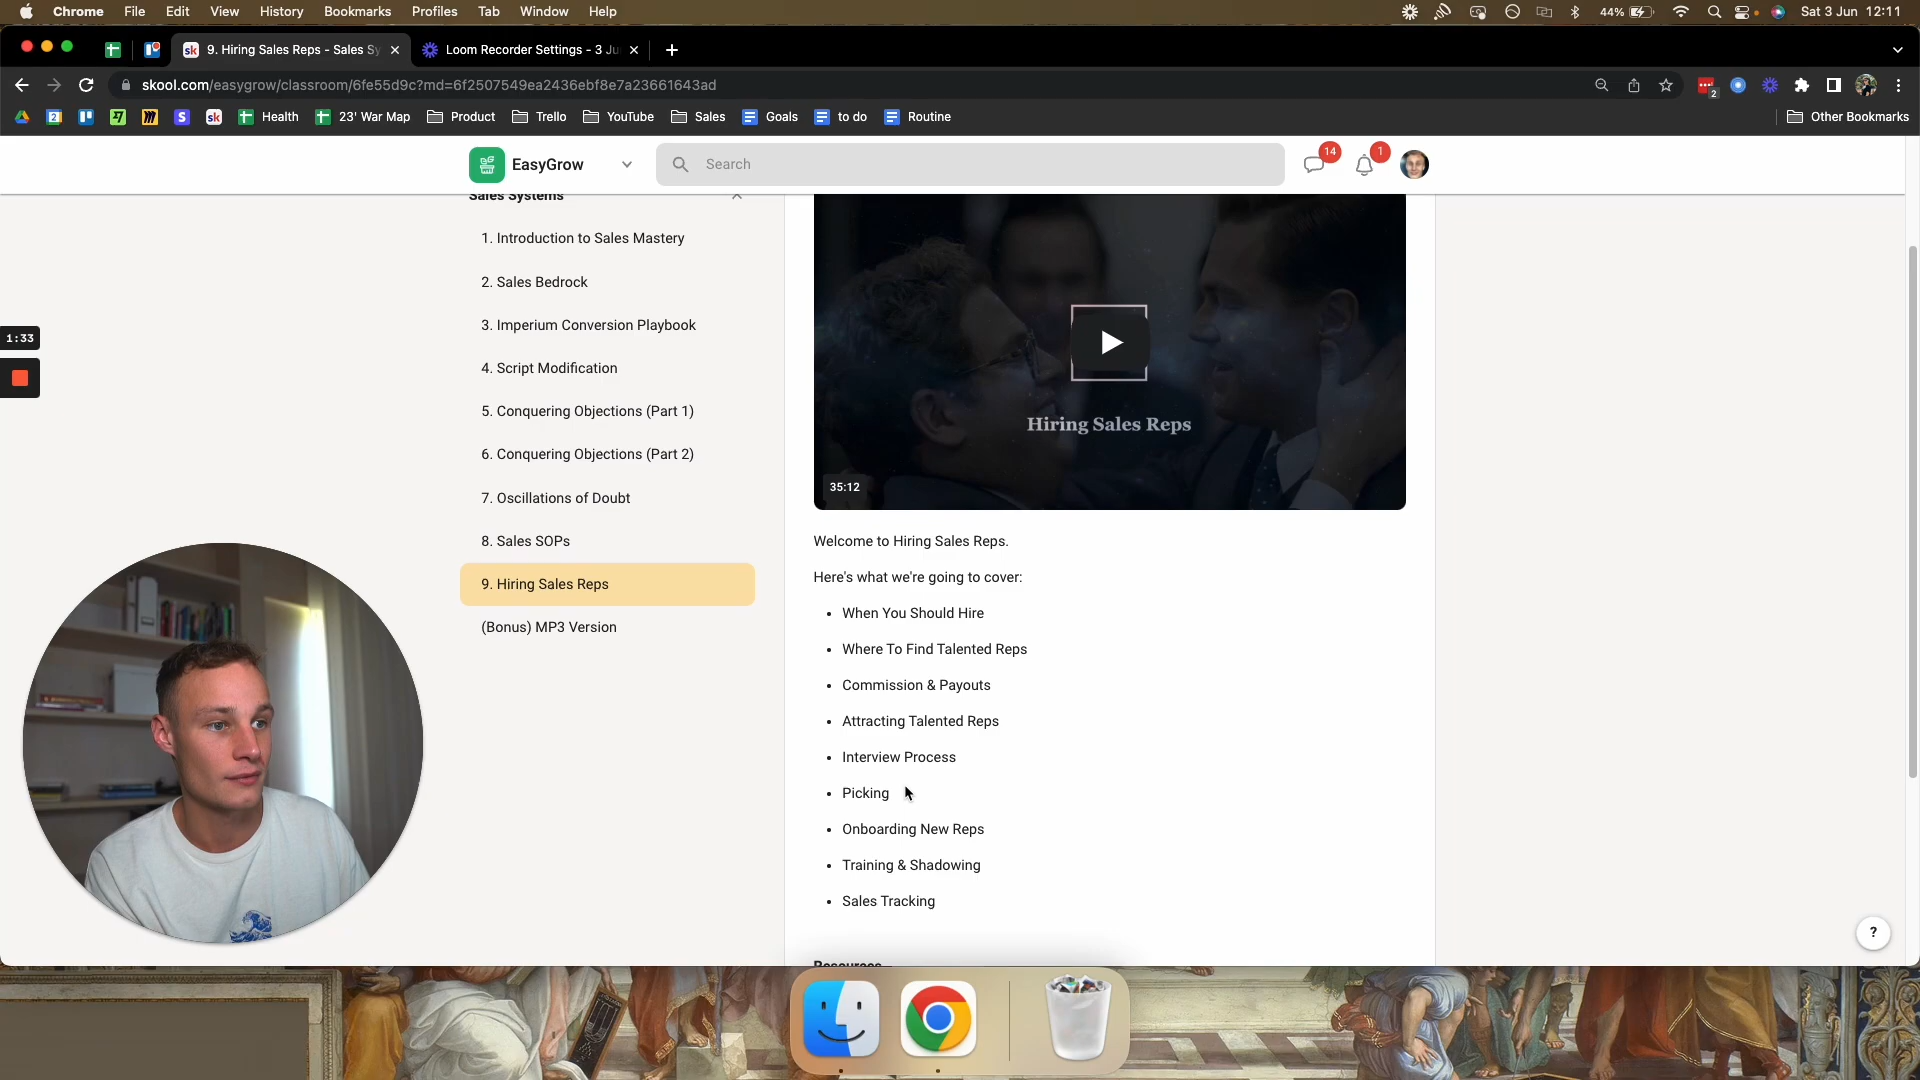 Chrome File Edit View History Bookmarks Profiles Tab Window Help 44% Sat 3 Jun 12:11
sk 9. Hiring Sales Reps - Sales Sy Loom Recorder Settings - 3 Ju
skool.com/easygrow/classroom/6fe55d9c?md=6f2507549ea2436ebf8e7a23661643ad 2
2 S sk Health 23' War Map Product Trello YouTube Sales Goals to do Routine Other Bookmarks
EasyGrow Search 14 1
Sales Systems
1. Introduction to Sales Mastery
2. Sales Bedrock
3. Imperium Conversion Playbook
4. Script Modification
5. Conquering Objections (Part 1)
6. Conquering Objections (Part 2)
7. Oscillations of Doubt
8. Sales SOPs
9. Hiring Sales Reps
(Bonus) MP3 Version
1:33
Hiring Sales Reps
35:12
Welcome to Hiring Sales Reps.
Here's what we're going to cover:
• When You Should Hire
• Where To Find Talented Reps
• Commission & Payouts
• Attracting Talented Reps
• Interview Process
• Picking
• Onboarding New Reps
• Training & Shadowing
• Sales Tracking
Resources
?